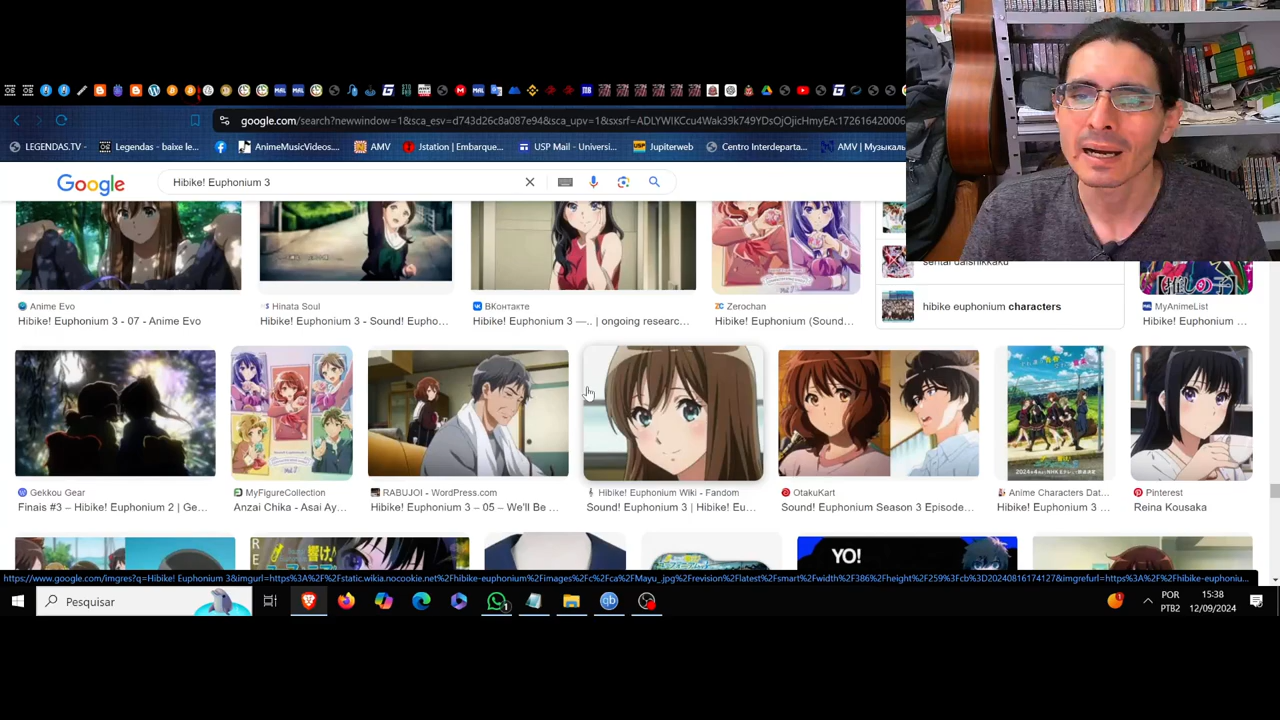 google.com/search?newwindow=1&sca_esv=d743d26c8a087e94&sca_upv=1&sxsrf=ADLYWIKCcu4Wak39k749YDsOjOjicHmyEA:172616420006
LEGENDAS.TV
Legendas - baixe le...
AnimeMusicVideos...
AMV
Jstation | Embarque...
USP Mail - Universi...
Jupiterweb
Centro Interdeparta...
AMV | Музыкаль
Google
Hibike! Euphonium 3
sentai daishikkaku
Anime Evo
Hinata Soul
ВКонтакте
Zerochan
hibike euphonium characters
MyAnimeList
Hibike! Euphonium 3 - 07 - Anime Evo
Hibike! Euphonium 3 - Sound! Eupho...
Hibike! Euphonium 3 —.. | ongoing researc...
Hibike! Euphonium (Sound...
Hibike! Euphonium ...
Gekkou Gear
MyFigureCollection
RABUJOI - WordPress.com
Hibike! Euphonium Wiki - Fandom
OtakuKart
Anime Characters Dat...
Pinterest
Finais #3 – Hibike! Euphonium 2 | Ge...
Anzai Chika - Asai Ay...
Hibike! Euphonium 3 – 05 – We'll Be ...
Sound! Euphonium 3 | Hibike! Eu...
Sound! Euphonium Season 3 Episode...
Hibike! Euphonium 3 ...
Reina Kousaka
YO!
Pesquisar
POR
PTB2
15:38
12/09/2024